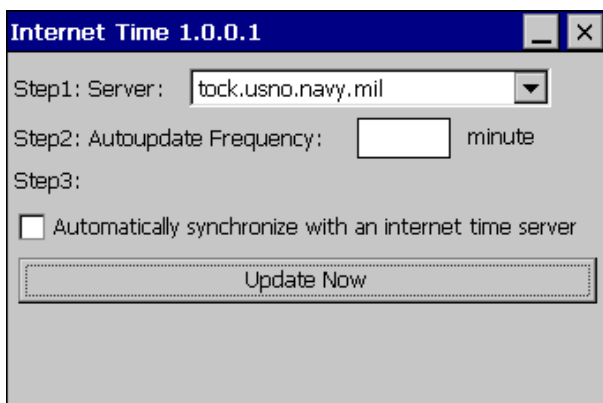 Internet Time 1.0.0.1
Step1: Server: tock.usno.navy.mil
Step2: Autoupdate Frequency: minute
Step3:
Automatically synchronize with an internet time server
Update Now